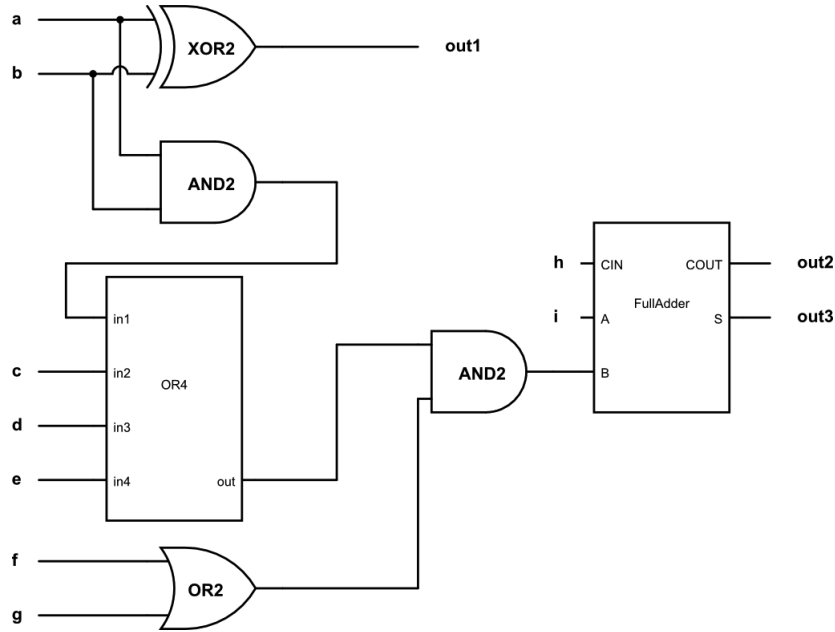 a
XOR2
out1
b
AND2
h
CIN
COUT
out2
FullAdder
i
A
S
out3
in1
c
in2
OR4
AND2
B
d
in3
e
in4
out
f
OR2
g